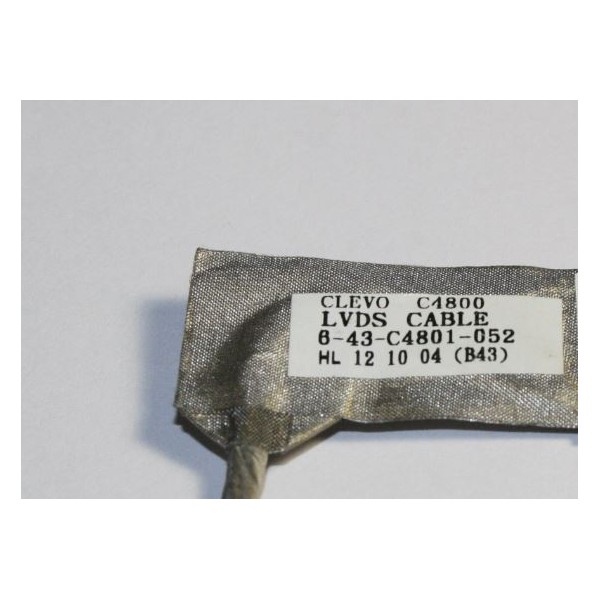 CLEVO C4800
LVDS CABLE
6-43-C4801-052
HL 12 10 04 (B43)